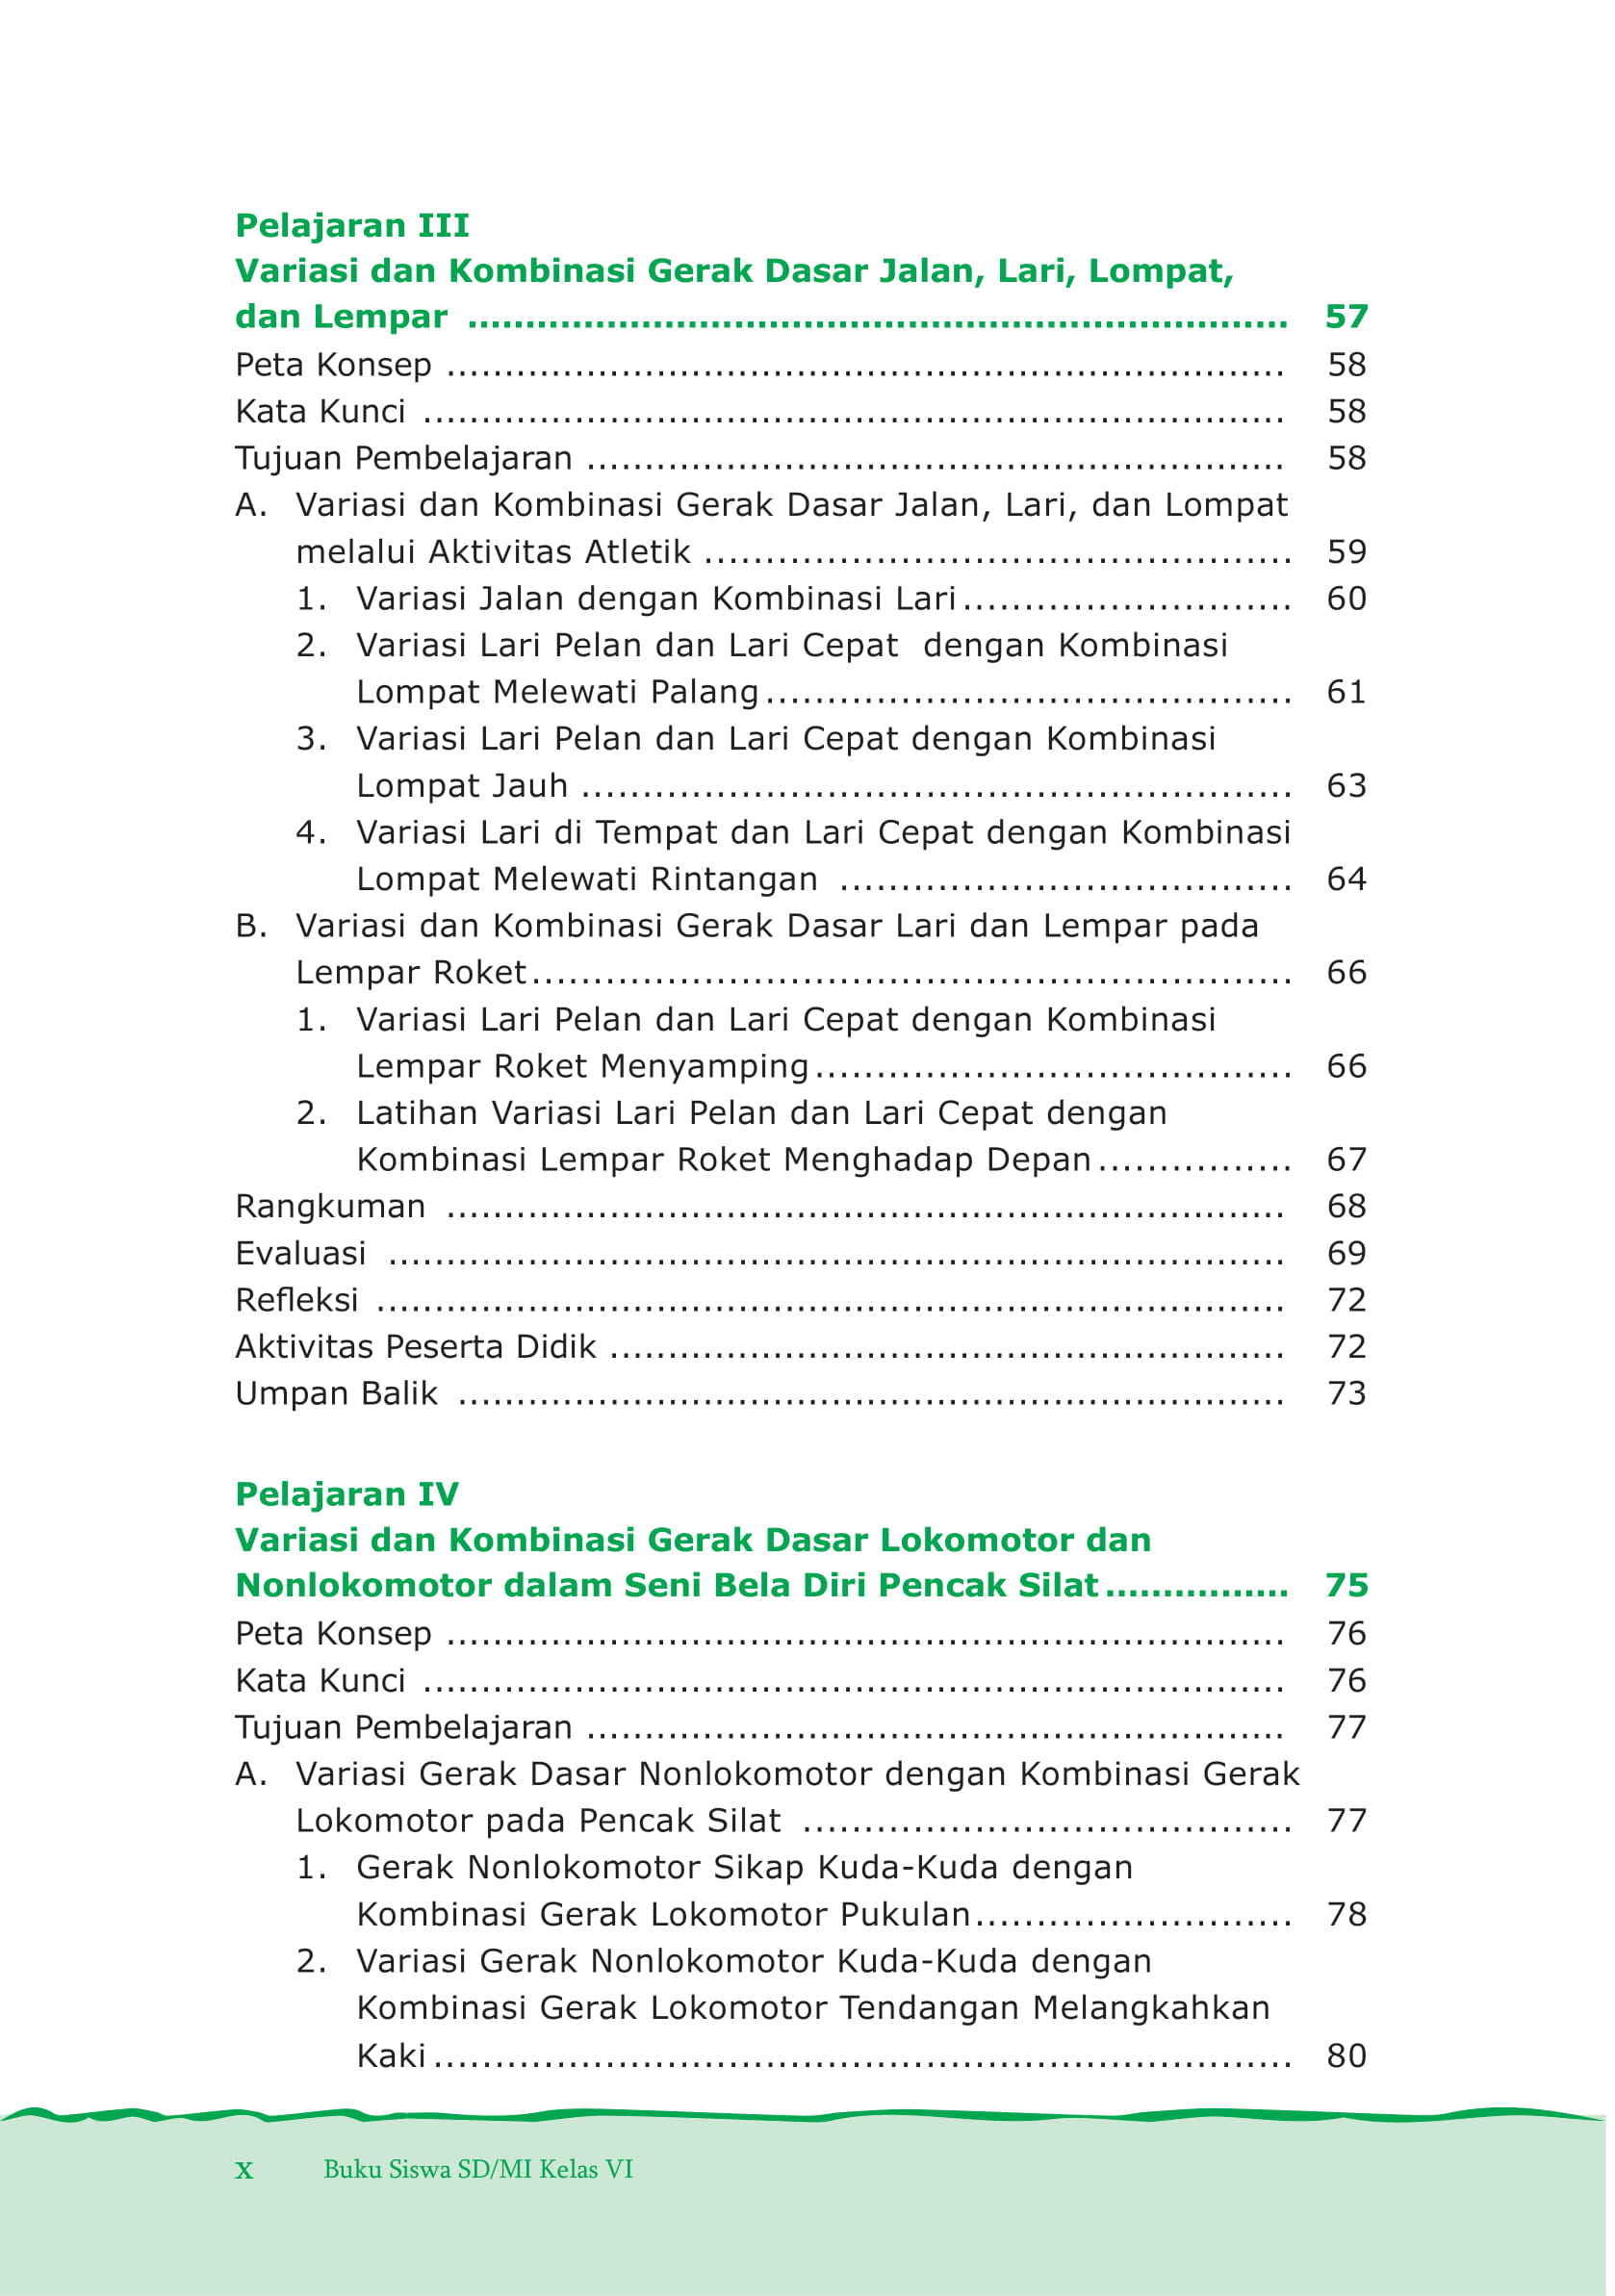 Pelajaran III
Variasi dan Kombinasi Gerak Dasar Jalan, Lari, Lompat,
dan Lempar ...................................................................... 57
Peta Konsep ........................................................................ 58
Kata Kunci .......................................................................... 58
Tujuan Pembelajaran ............................................................ 58
A. Variasi dan Kombinasi Gerak Dasar Jalan, Lari, dan Lompat
melalui Aktivitas Atletik ................................................ 59
1. Variasi Jalan dengan Kombinasi Lari........................... 60
2. Variasi Lari Pelan dan Lari Cepat  dengan Kombinasi
Lompat Melewati Palang........................................... 61
3. Variasi Lari Pelan dan Lari Cepat dengan Kombinasi
Lompat Jauh .......................................................... 63
4. Variasi Lari di Tempat dan Lari Cepat dengan Kombinasi
Lompat Melewati Rintangan ..................................... 64
B. Variasi dan Kombinasi Gerak Dasar Lari dan Lempar pada
Lempar Roket.............................................................. 66
1. Variasi Lari Pelan dan Lari Cepat dengan Kombinasi
Lempar Roket Menyamping....................................... 66
2. Latihan Variasi Lari Pelan dan Lari Cepat dengan
Kombinasi Lempar Roket Menghadap Depan................ 67
Rangkuman ........................................................................ 68
Evaluasi ............................................................................. 69
Refleksi .............................................................................. 72
Aktivitas Peserta Didik .......................................................... 72
Umpan Balik ....................................................................... 73
Pelajaran IV
Variasi dan Kombinasi Gerak Dasar Lokomotor dan
Nonlokomotor dalam Seni Bela Diri Pencak Silat................ 75
Peta Konsep ........................................................................ 76
Kata Kunci .......................................................................... 76
Tujuan Pembelajaran ............................................................ 77
A. Variasi Gerak Dasar Nonlokomotor dengan Kombinasi Gerak
Lokomotor pada Pencak Silat ........................................ 77
1. Gerak Nonlokomotor Sikap Kuda-Kuda dengan
Kombinasi Gerak Lokomotor Pukulan.......................... 78
2. Variasi Gerak Nonlokomotor Kuda-Kuda dengan
Kombinasi Gerak Lokomotor Tendangan Melangkahkan
Kaki...................................................................... 80
x Buku Siswa SD/MI Kelas VI